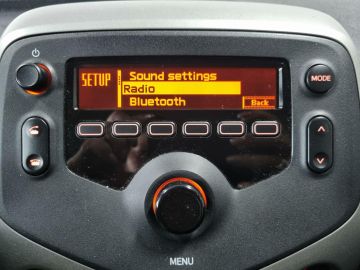 SETUP
Sound settings
Radio
Bluetooth
Back
MODE
MENU